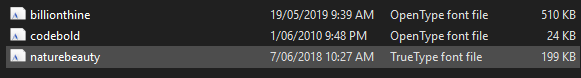 billionthine 19/05/2019 9:39 AM OpenType font file 510 KB
codebold 1/06/2010 9:48 PM OpenType font file 24 KB
naturebeauty 7/06/2018 10:27 AM TrueType font file 199 KB